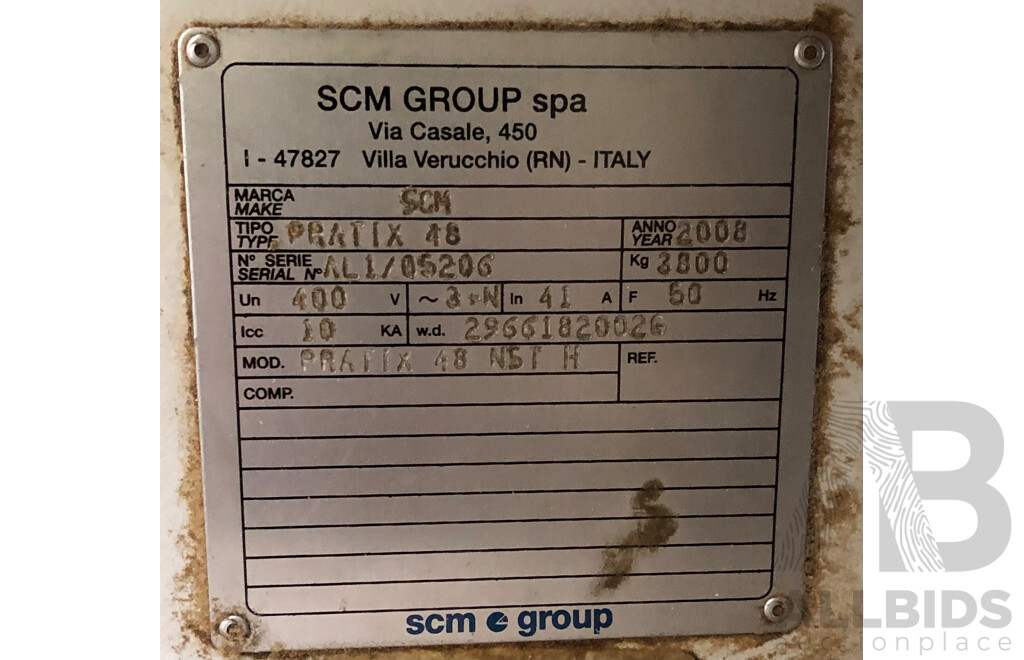 SCM GROUP spa
Via Casale, 450
I - 47827 Villa Verucchio (RN) - ITALY
MARCA
MAKE SCM
TIPO
TYPE PRATIX 48 ANNO
YEAR 2008
N° SERIE
SERIAL N° AL1/05206 Kg 3800
Un 400 V ~ 3+N In 41 A F 50 Hz
Icc 10 KA w.d. 2966182002G
MOD. PRATIX 48 NST H REF.
COMP.
scm group
B
ALLBIDS